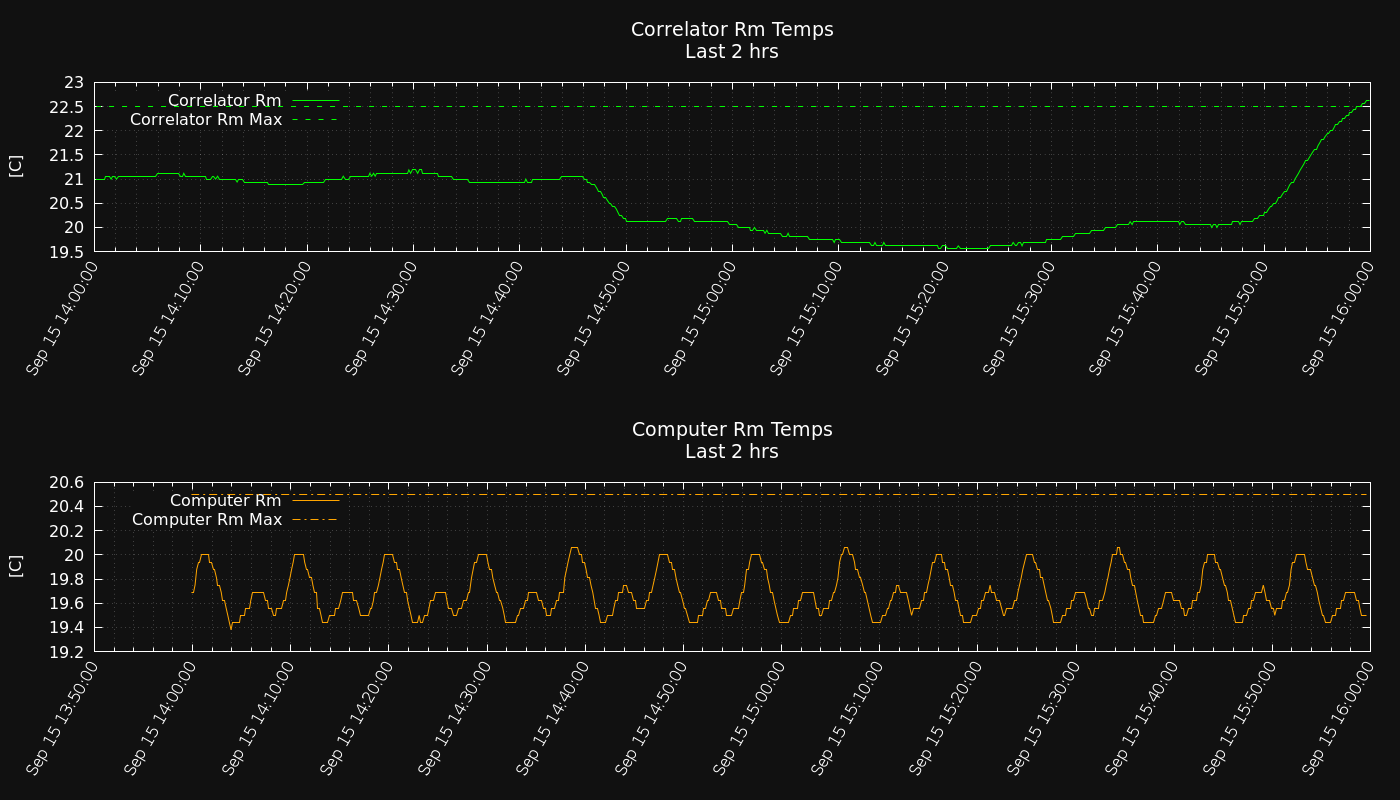 Correlator Rm Temps
Last 2 hrs
[C]
23
22.5
22
21.5
21
20.5
20
19.5
Correlator Rm
Correlator Rm Max
Sep 15 14:00:00
Sep 15 14:10:00
Sep 15 14:20:00
Sep 15 14:30:00
Sep 15 14:40:00
Sep 15 14:50:00
Sep 15 15:00:00
Sep 15 15:10:00
Sep 15 15:20:00
Sep 15 15:30:00
Sep 15 15:40:00
Sep 15 15:50:00
Sep 15 16:00:00
Computer Rm Temps
Last 2 hrs
[C]
20.6
20.4
20.2
20
19.8
19.6
19.4
19.2
Computer Rm
Computer Rm Max
Sep 15 13:50:00
Sep 15 14:00:00
Sep 15 14:10:00
Sep 15 14:20:00
Sep 15 14:30:00
Sep 15 14:40:00
Sep 15 14:50:00
Sep 15 15:00:00
Sep 15 15:10:00
Sep 15 15:20:00
Sep 15 15:30:00
Sep 15 15:40:00
Sep 15 15:50:00
Sep 15 16:00:00